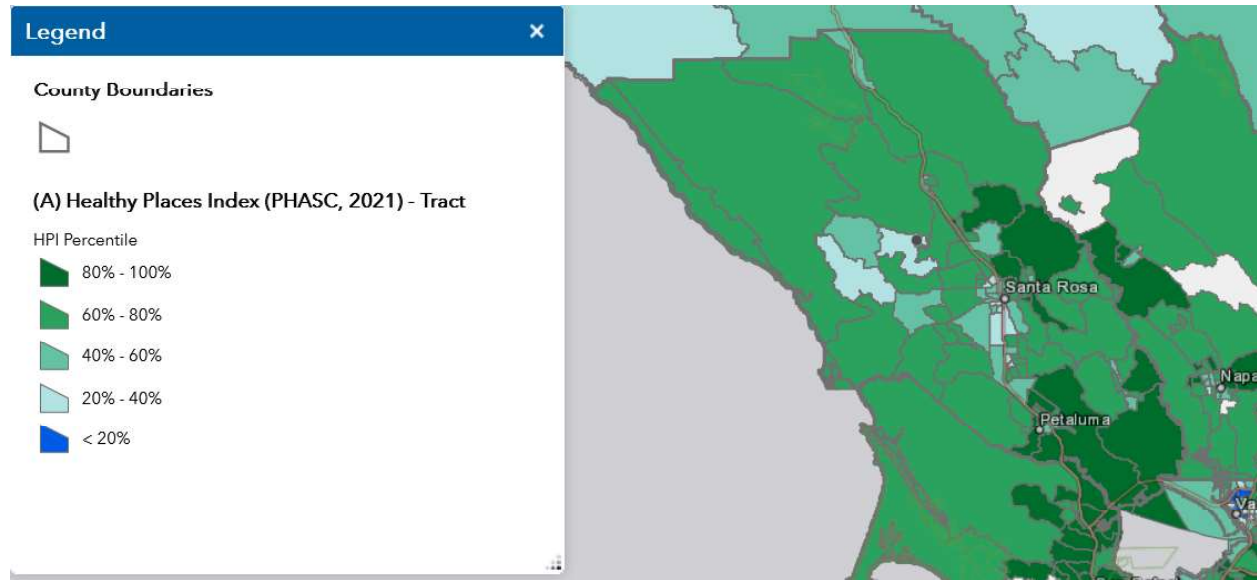 Legend
County Boundaries
(A) Healthy Places Index (PHASC, 2021) - Tract
HPI Percentile
80% - 100%
60% - 80%
40% - 60%
20% - 40%
< 20%
Santa Rosa
Napa
Petaluma
Va